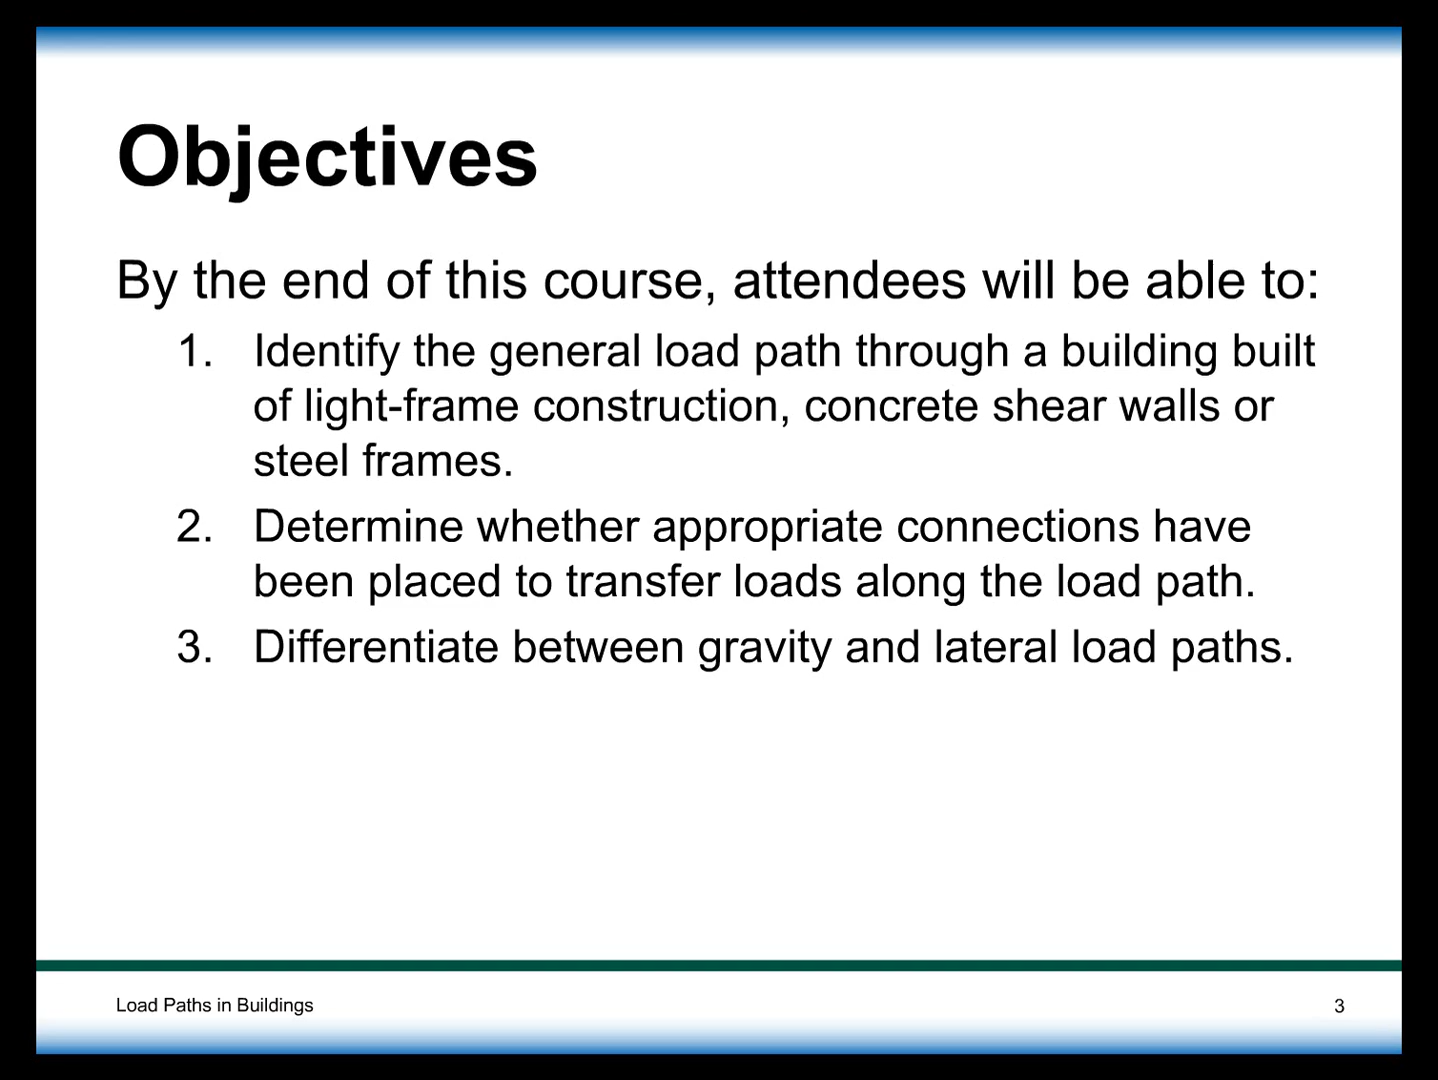 Objectives
By the end of this course, attendees will be able to:
1. Identify the general load path through a building built
of light-frame construction, concrete shear walls or
steel frames.
2. Determine whether appropriate connections have
been placed to transfer loads along the load path.
3. Differentiate between gravity and lateral load paths.
Load Paths in Buildings
3